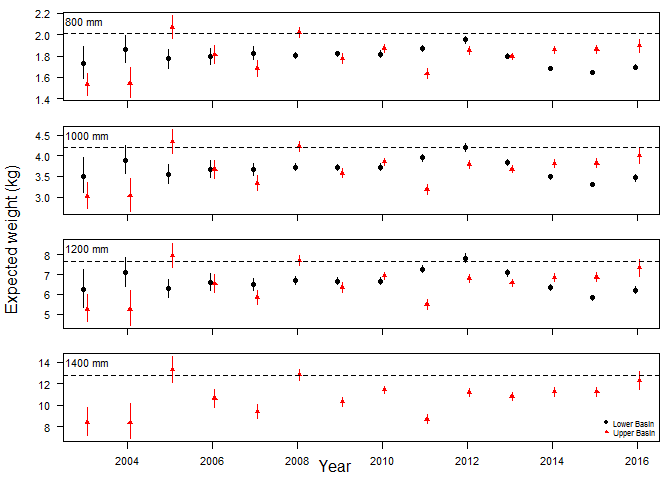 800 mm
2.2
2.0
1.8
1.6
1.4
1000 mm
4.5
4.0
3.5
3.0
1200 mm
8
7
6
5
1400 mm
14
12
10
8
Expected weight (kg)
Lower Basin
Upper Basin
2004 2006 2008 2010 2012 2014 2016
Year